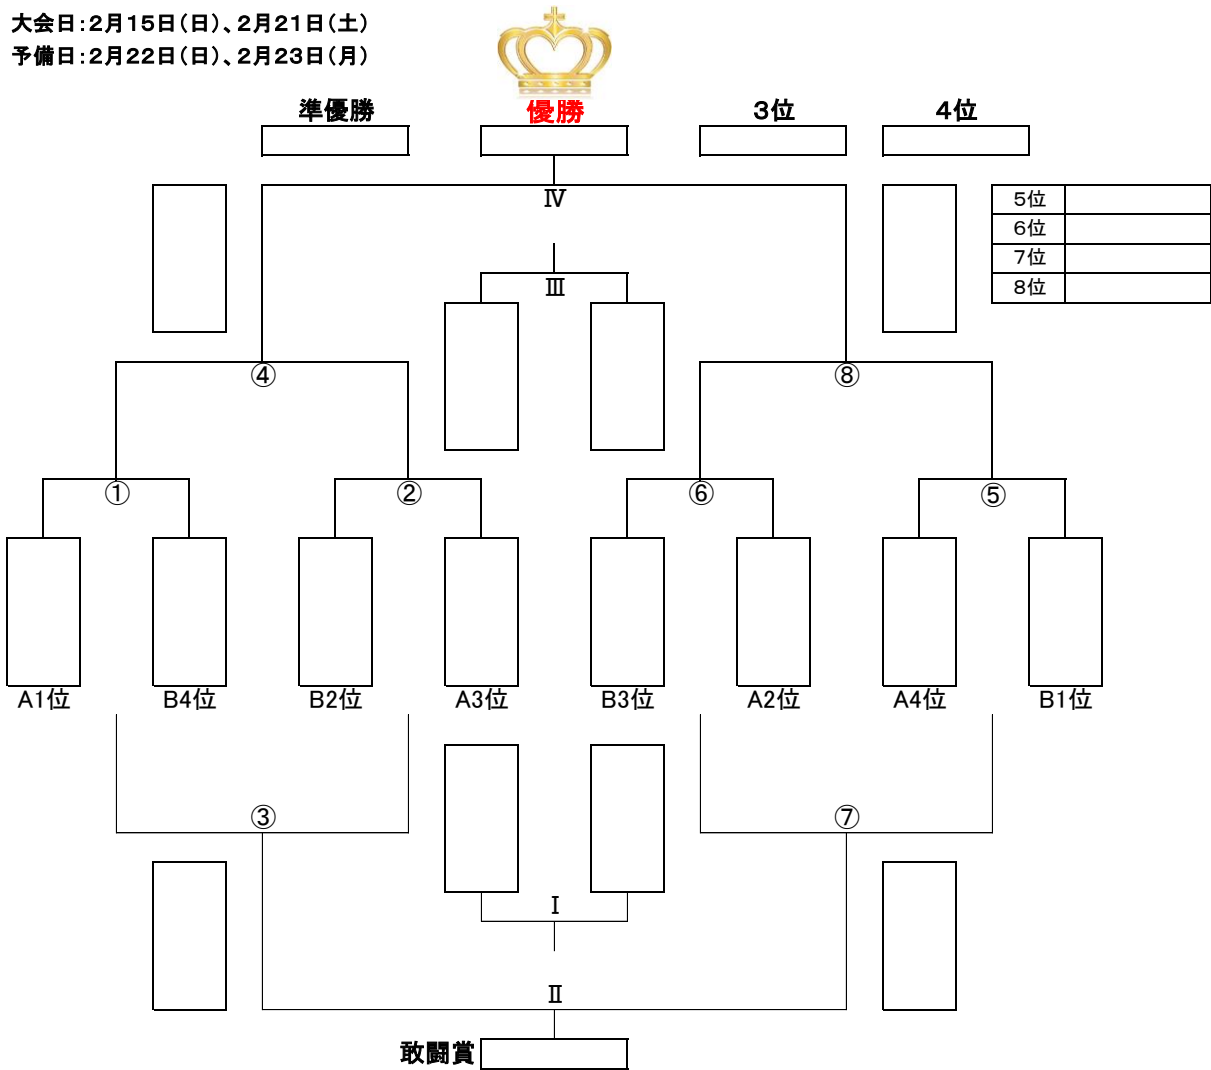 大会日：２月１５日（日）、２月２１日（土）
予備日：２月２２日（日）、２月２３日（月）
準優勝
優勝
３位
４位
Ⅳ
５位
６位
７位
８位
Ⅲ
④
⑧
①
②
⑥
⑤
A1位
B4位
B2位
A3位
B3位
A2位
A4位
B1位
③
⑦
Ⅰ
Ⅱ
敢闘賞